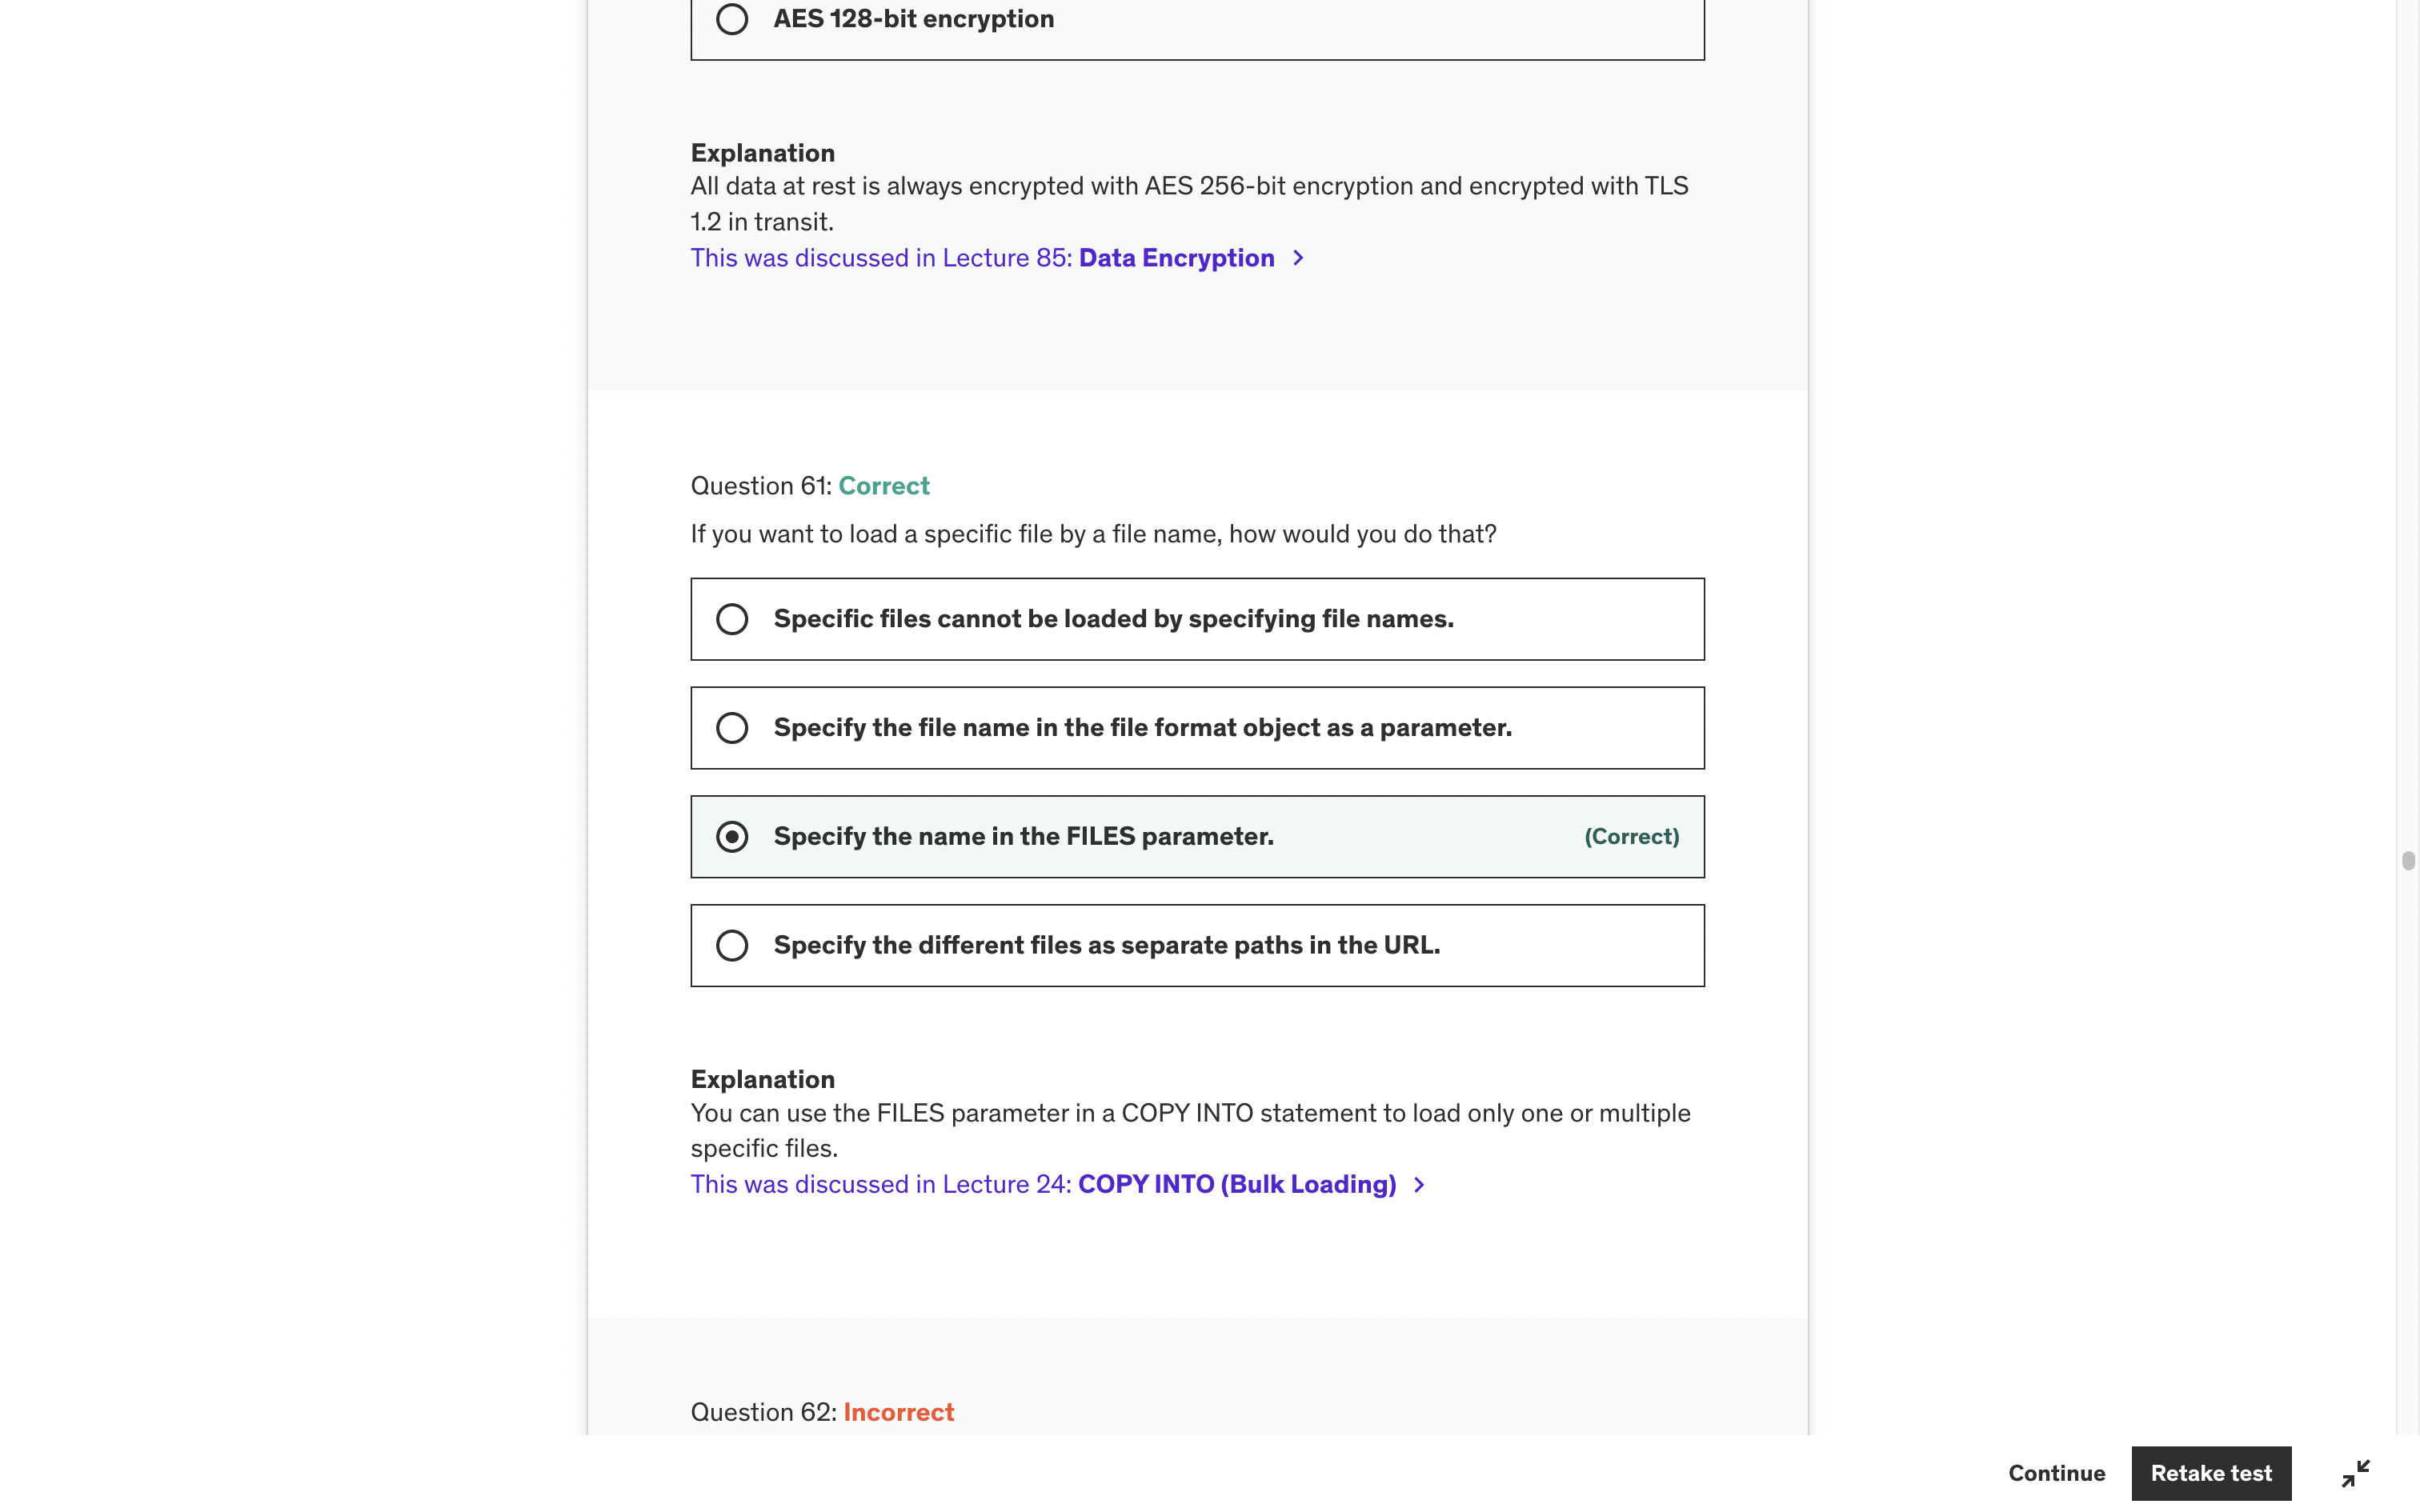 AES 128-bit encryption
Explanation
All data at rest is always encrypted with AES 256-bit encryption and encrypted with TLS
1.2 in transit.
This was discussed in Lecture 85: Data Encryption >
Question 61: Correct
If you want to load a specific file by a file name, how would you do that?
Specific files cannot be loaded by specifying file names.
Specify the file name in the file format object as a parameter.
Specify the name in the FILES parameter. (Correct)
Specify the different files as separate paths in the URL.
Explanation
You can use the FILES parameter in a COPY INTO statement to load only one or multiple
specific files.
This was discussed in Lecture 24: COPY INTO (Bulk Loading) >
Question 62: Incorrect
Continue Retake test